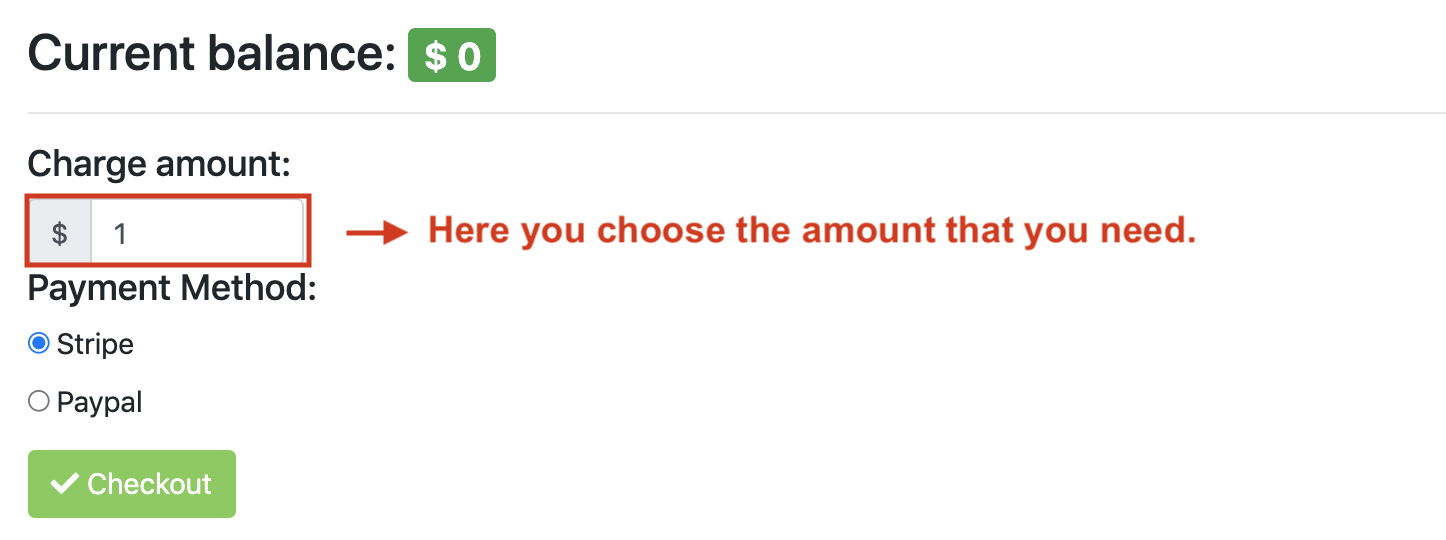 Current balance: $ 0
Charge amount:
$ 1
Here you choose the amount that you need.
Payment Method:
Stripe
Paypal
Checkout